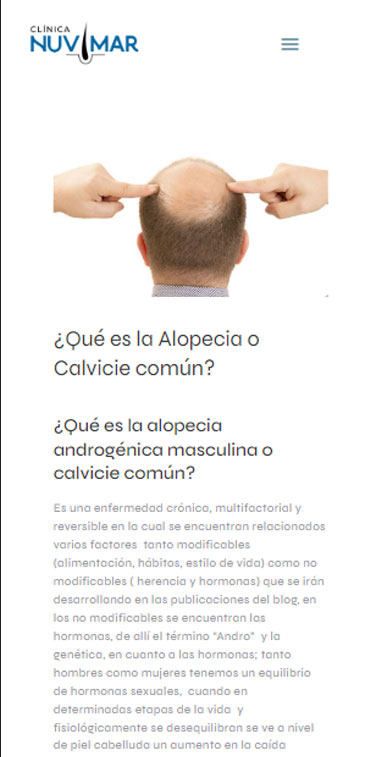 CLÍNICA
NUVIMAR
¿Qué es la Alopecia o
Calvicie común?
¿Qué es la alopecia
androgénica masculina o
calvicie común?
Es una enfermedad crónica, multifactorial y
reversible en la cual se encuentran relacionados
varios factores tanto modificables
(alimentación, hábitos, estilo de vida) como no
modificables ( herencia y hormonas) que se irán
desarrollando en las publicaciones del blog, en
los no modificables se encuentran las
hormonas, de allí el término "Andro" y la
genética, en cuanto a las hormonas; tanto
hombres como mujeres tenemos un equilibrio
de hormonas sexuales, cuando en
determinadas etapas de la vida y
fisiológicamente se desequilibran se ve a nivel
de piel cabelluda un aumento en la caída